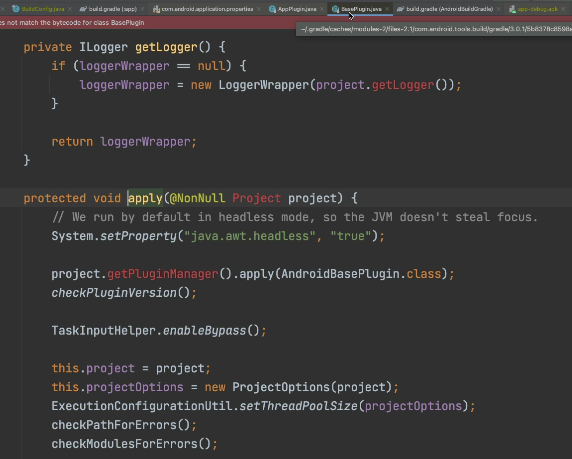 BuildConfig.java build.gradle (app) com.android.application.properties AppPlugin.java BasePlugin.java build.gradle (AndroidBuildGradle) app-debug.apk
es not match the bytecode for class BasePlugin
~/.gradle/caches/modules-2/files-2.1/com.android.tools.build/gradle/3.0.1/5b8378c8598e
private ILogger getLogger() {
if (loggerWrapper == null) {
loggerWrapper = new LoggerWrapper(project.getLogger());
}
return loggerWrapper;
}
protected void apply(@NonNull Project project) {
// We run by default in headless mode, so the JVM doesn't steal focus.
System.setProperty("java.awt.headless", "true");
project.getPluginManager().apply(AndroidBasePlugin.class);
checkPluginVersion();
TaskInputHelper.enableBypass();
this.project = project;
this.projectOptions = new ProjectOptions(project);
ExecutionConfigurationUtil.setThreadPoolSize(projectOptions);
checkPathForErrors();
checkModulesForErrors();